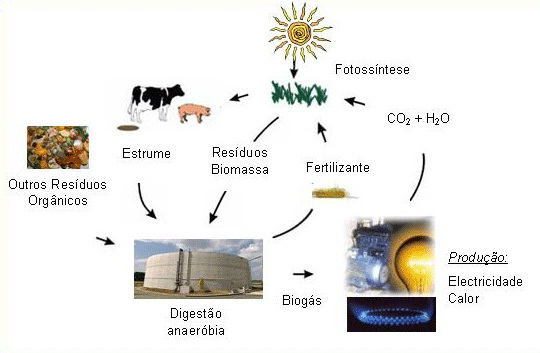 Fotossíntese
CO₂ + H₂O
Estrume
Resíduos
Biomassa
Fertilizante
Outros Resíduos
Orgânicos
Produção:
Electricidade
Calor
Biogás
Digestão
anaeróbia